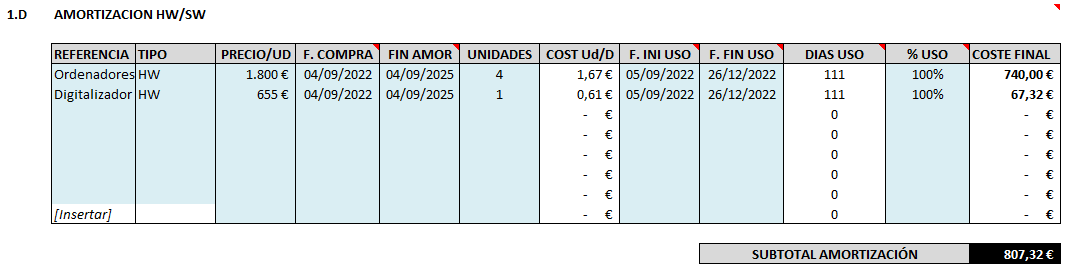 1.D AMORTIZACION HW/SW
REFERENCIA TIPO PRECIO/UD F. COMPRA FIN AMOR UNIDADES COST Ud/D F. INI USO F. FIN USO DIAS USO % USO COSTE FINAL
Ordenadores HW 1.800 € 04/09/2022 04/09/2025 4 1,67 € 05/09/2022 26/12/2022 111 100% 740,00 €
Digitalizador HW 655 € 04/09/2022 04/09/2025 1 0,61 € 05/09/2022 26/12/2022 111 100% 67,32 €
- € 0 - €
- € 0 - €
- € 0 - €
- € 0 - €
- € 0 - €
[Insertar] - € 0 - €
SUBTOTAL AMORTIZACIÓN 807,32 €